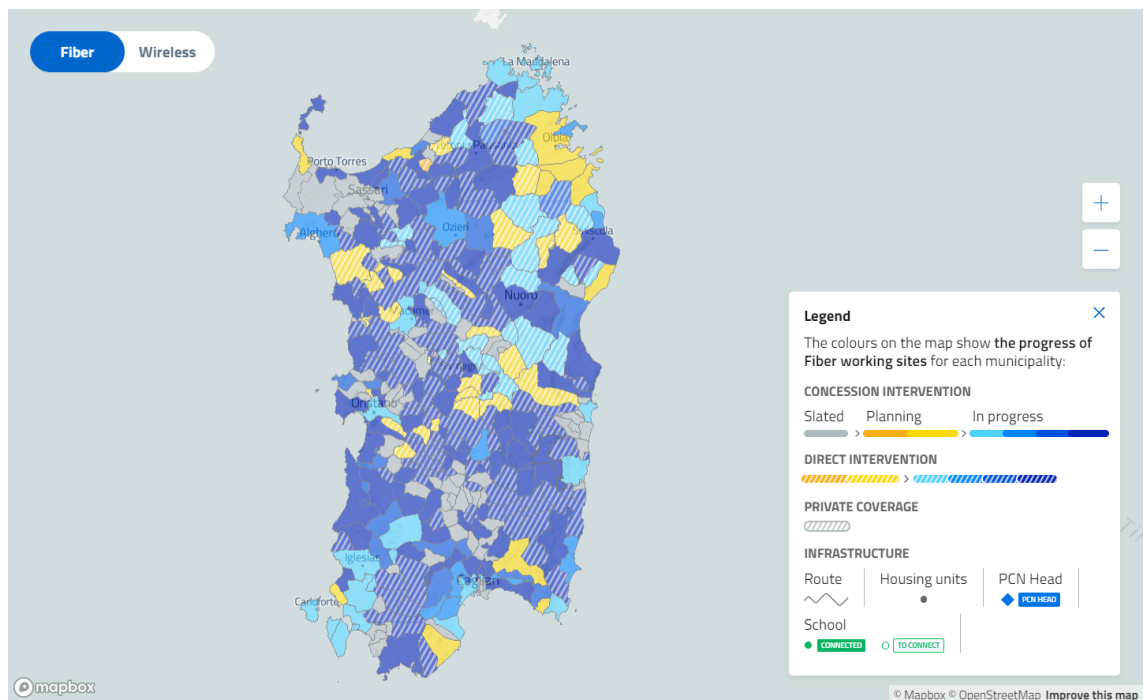 Fiber
Wireless
La Maddalena
Olbia
Porto Torres
Sassari
Alghero
Ozieri
Nuoro
Macomer
Oristano
Iglesias
Cagliari
Carloforte
Legend
The colours on the map show the progress of
Fiber working sites for each municipality:
CONCESSION INTERVENTION
Slated
Planning
In progress
DIRECT INTERVENTION
PRIVATE COVERAGE
INFRASTRUCTURE
Route
Housing units
PCN Head
PCN HEAD
School
CONNECTED
TO CONNECT
mapbox
© Mapbox © OpenStreetMap Improve this map